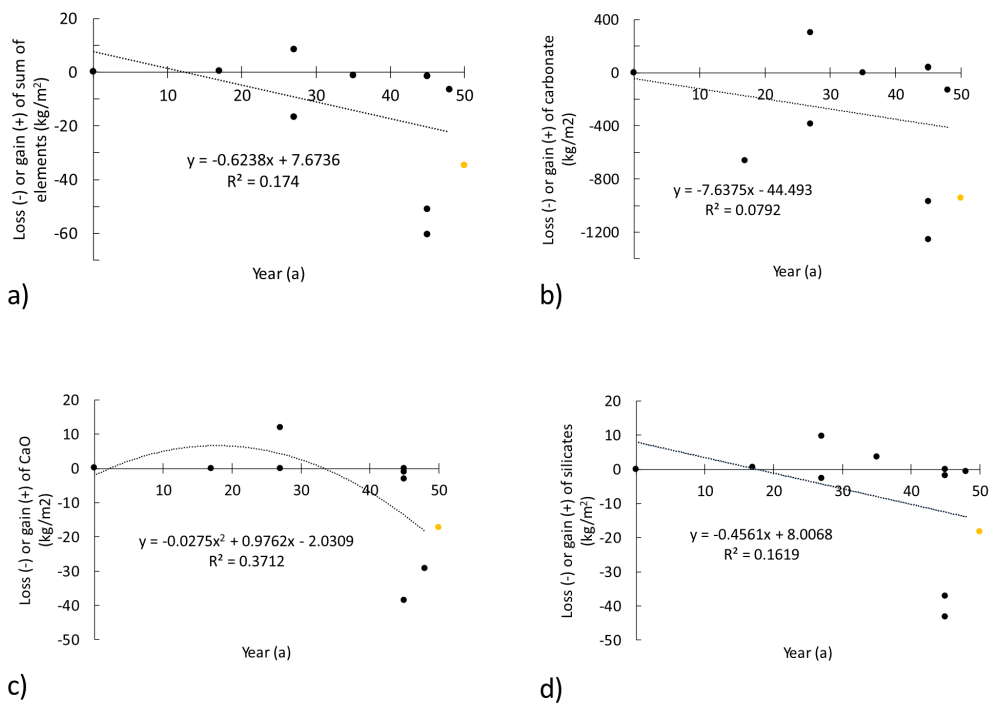 Loss (-) or gain (+) of sum of
elements (kg/m²)
20
0
-20
-40
-60
10
20
30
40
50
y = -0.6238x + 7.6736
R² = 0.174
Year (a)
a)
Loss (-) or gain (+) of carbonate
(kg/m2)
400
0
-400
-800
-1200
10
20
30
40
50
y = -7.6375x - 44.493
R² = 0.0792
Year (a)
b)
Loss (-) or gain (+) of CaO
(kg/m2)
20
10
0
-10
-20
-30
-40
-50
10
20
30
40
50
y = -0.0275x² + 0.9762x - 2.0309
R² = 0.3712
Year (a)
c)
Loss (-) or gain (+) of silicates
(kg/m²)
20
10
0
-10
-20
-30
-40
-50
10
20
30
40
50
y = -0.4561x + 8.0068
R² = 0.1619
Year (a)
d)